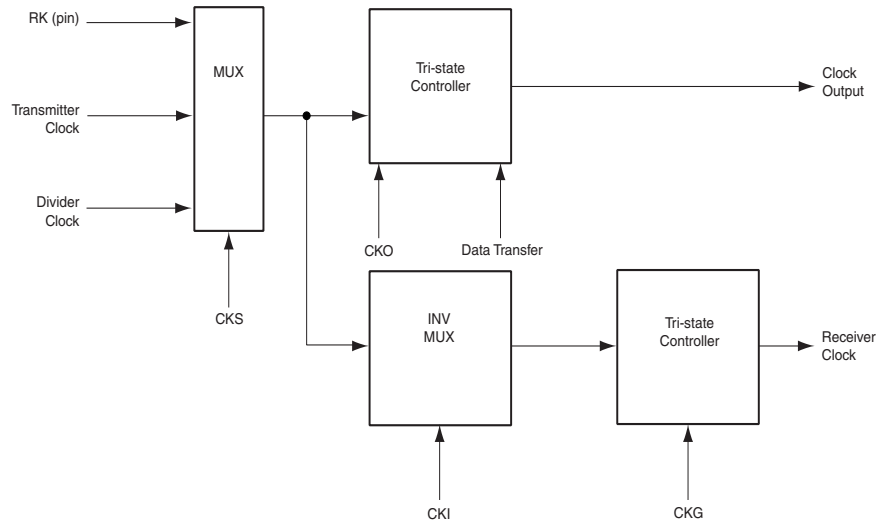 RK (pin)
MUX
Tri-state
Controller
Clock
Output
Transmitter
Clock
Divider
Clock
CKO
Data Transfer
CKS
INV
MUX
Tri-state
Controller
Receiver
Clock
CKI
CKG